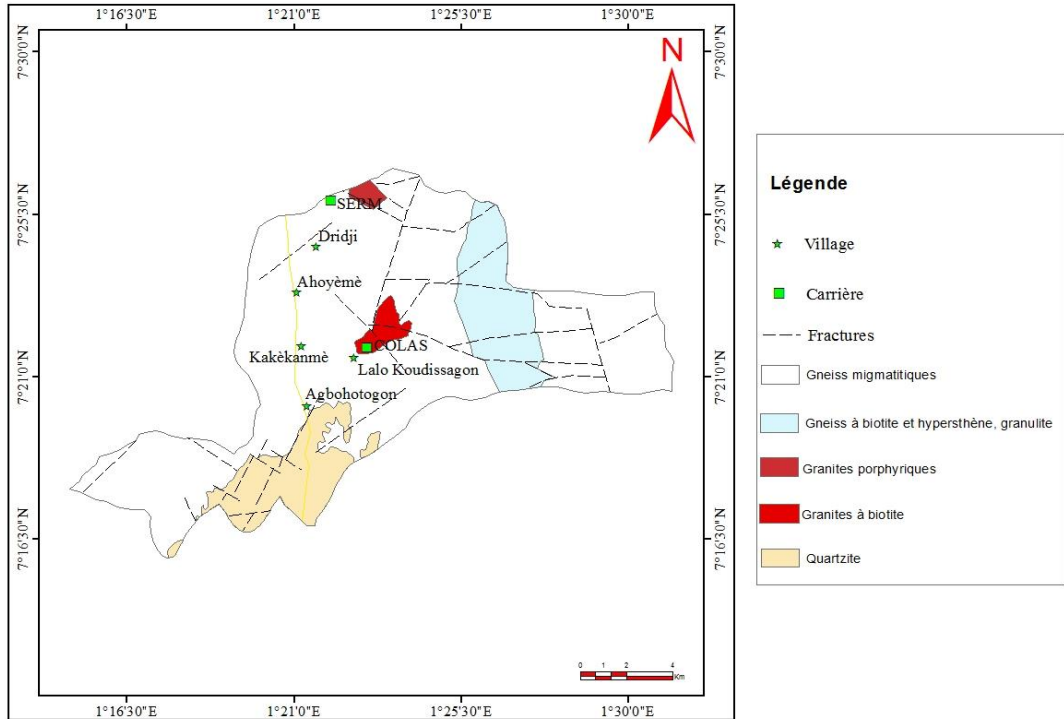 1°16'30"E 1°21'0"E 1°25'30"E 1°30'0"E
7°30'0"N 7°30'0"N
N
SERM
7°25'30"N 7°25'30"N
Dridji
Ahoyèmè
COLAS
Kakèkanmè
Lalo Koudissagon
7°21'0"N 7°21'0"N
Agbohotogon
7°16'30"N 7°16'30"N
0 1 2 4
Km
1°16'30"E 1°21'0"E 1°25'30"E 1°30'0"E
Légende
Village
Carrière
Fractures
Gneiss migmatitiques
Gneiss à biotite et hypersthène, granulite
Granites porphyriques
Granites à biotite
Quartzite